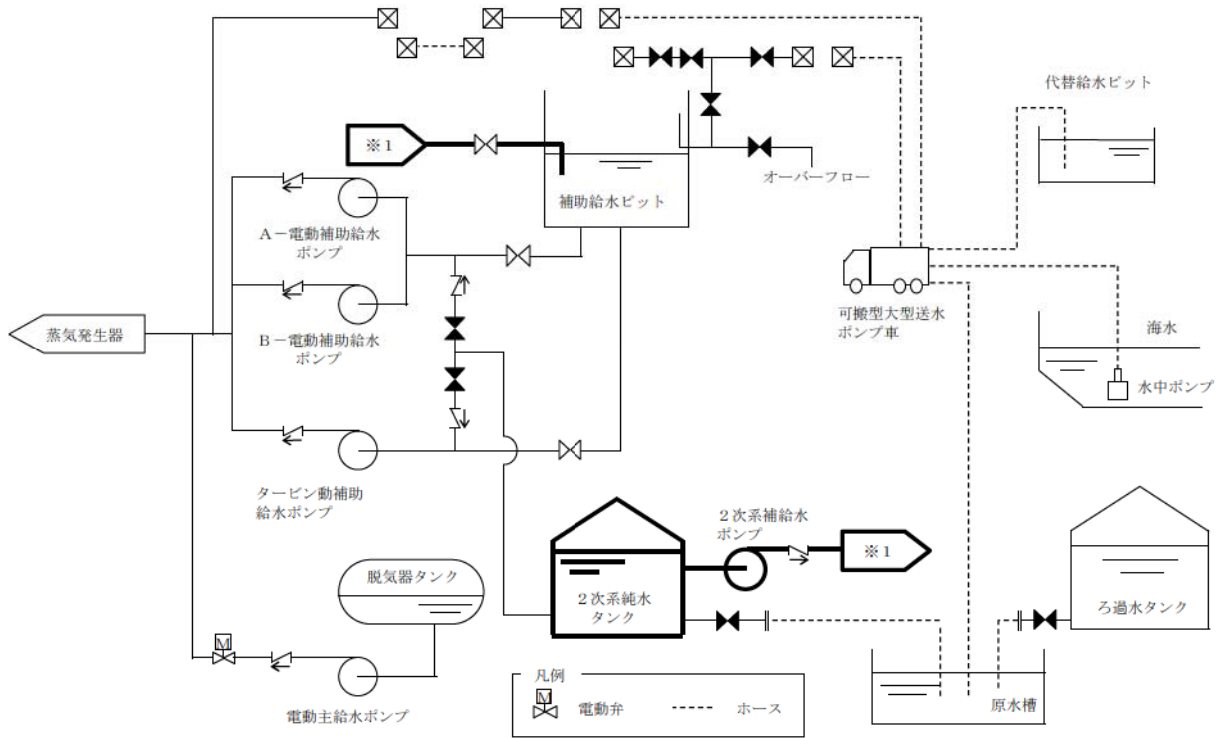 代替給水ピット
※1
オーバーフロー
補助給水ピット
A-電動補助給水
ポンプ
可搬型大型送水
ポンプ車
海水
蒸気発生器
B-電動補助給水
ポンプ
水中ポンプ
タービン動補助
給水ポンプ
2次系補給水
ポンプ
※1
脱気器タンク
2次系純水
タンク
ろ過水タンク
M
凡例
原水槽
M
電動弁
ホース
電動主給水ポンプ